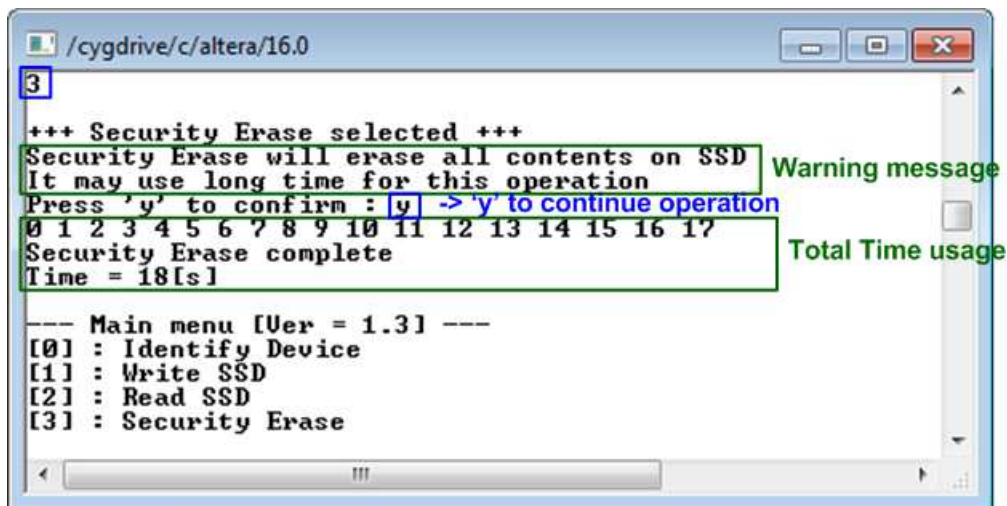 /cygdrive/c/altera/16.0
3
+++ Security Erase selected +++
Security Erase will erase all contents on SSD
It may use long time for this operation
Warning message
Press 'y' to confirm : y -> 'y' to continue operation
0 1 2 3 4 5 6 7 8 9 10 11 12 13 14 15 16 17
Security Erase complete
Total Time usage
Time = 18[s]
--- Main menu [Ver = 1.3] ---
[0] : Identify Device
[1] : Write SSD
[2] : Read SSD
[3] : Security Erase